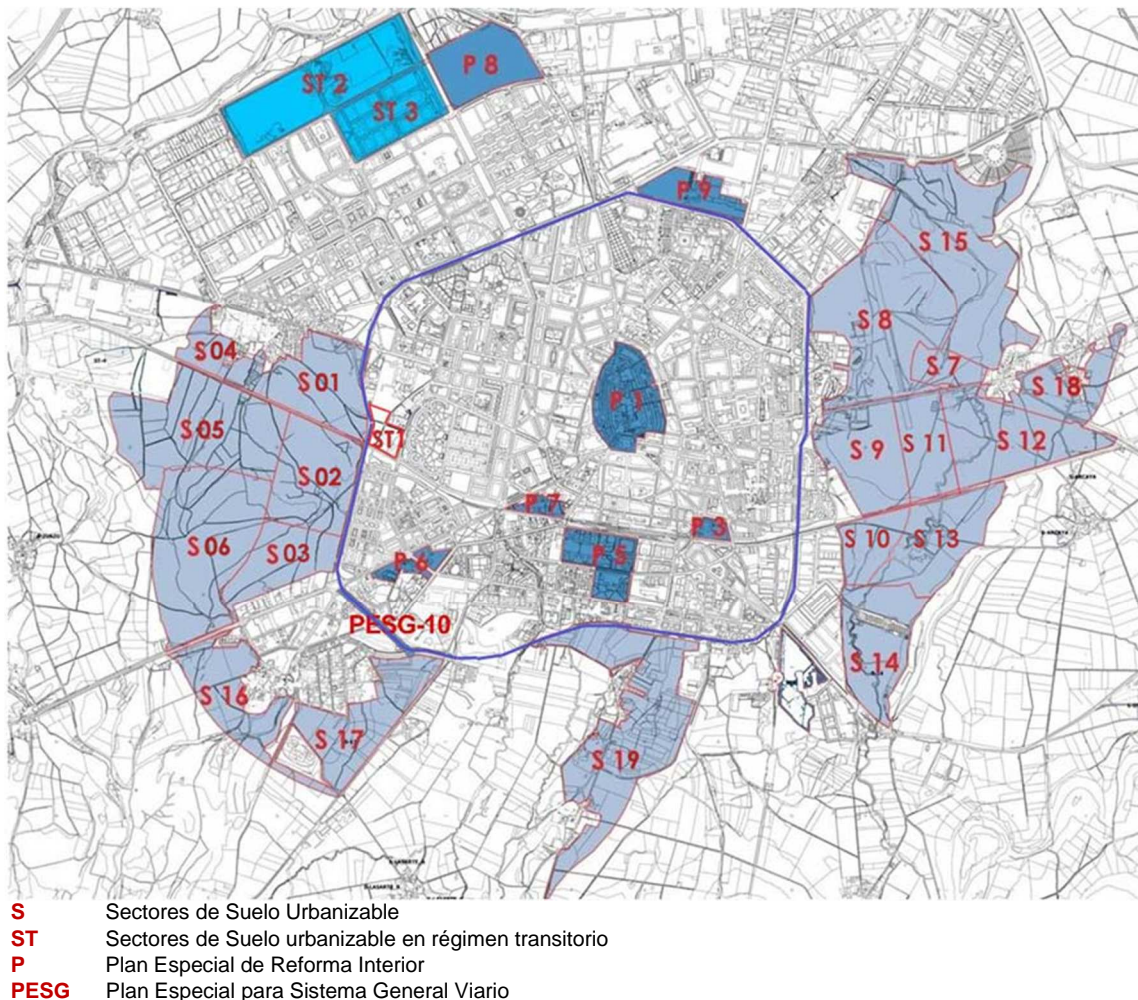 ST 2
P 8
ST 3
P 9
S 15
S 04
S 01
S 8
S 7
S 18
P 1
S 05
ST1
S 02
S 9
S 11
S 12
P 7
P 3
S 06
S 03
P 6
P 5
S 10
S 13
PESG-10
S 14
S 16
S 17
S 19
S Sectores de Suelo Urbanizable
ST Sectores de Suelo urbanizable en régimen transitorio
P Plan Especial de Reforma Interior
PESG Plan Especial para Sistema General Viario